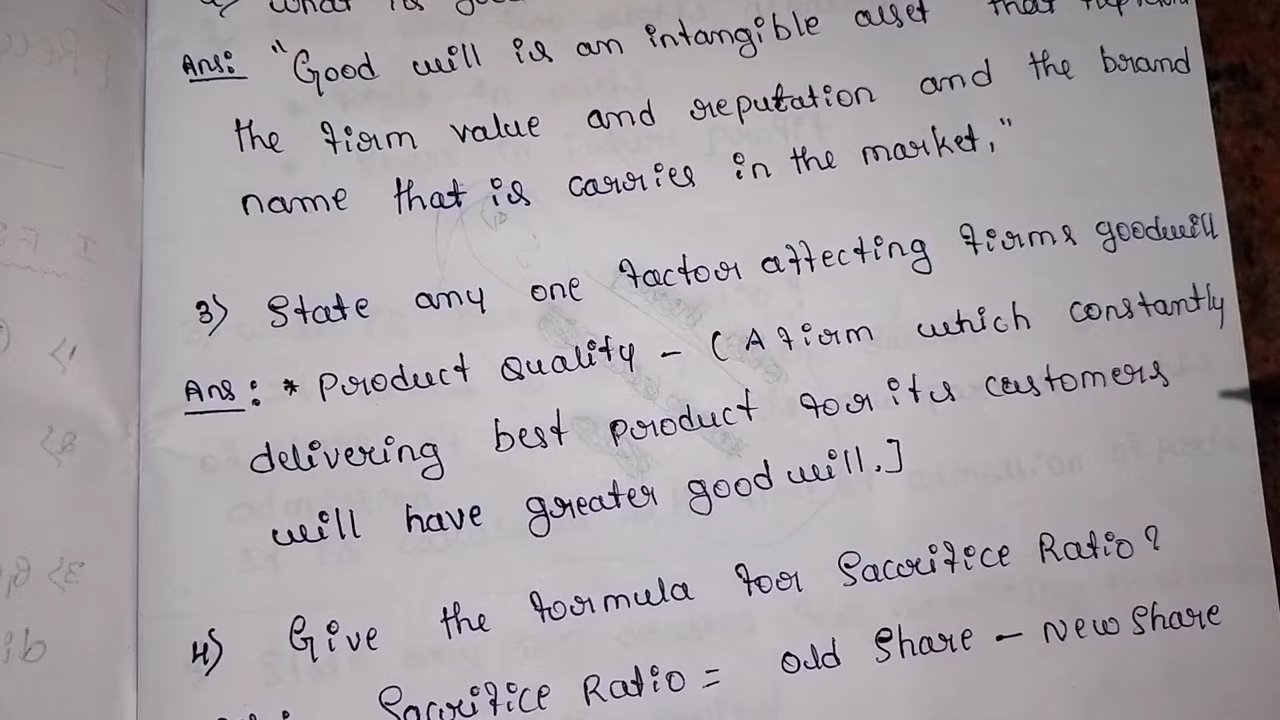 what is
Ans: "Good will is an intangible asset that
the firm value and reputation and the brand
name that is carries in the market,"
3) State any one factor affecting firms goodwill
Ans: * Product Quality - (A firm which constantly
delivering best product for its customers
will have greater good will.]
4) Give the formula for Sacrifice Ratio?
Sacrifice Ratio = Odd Share - New Share